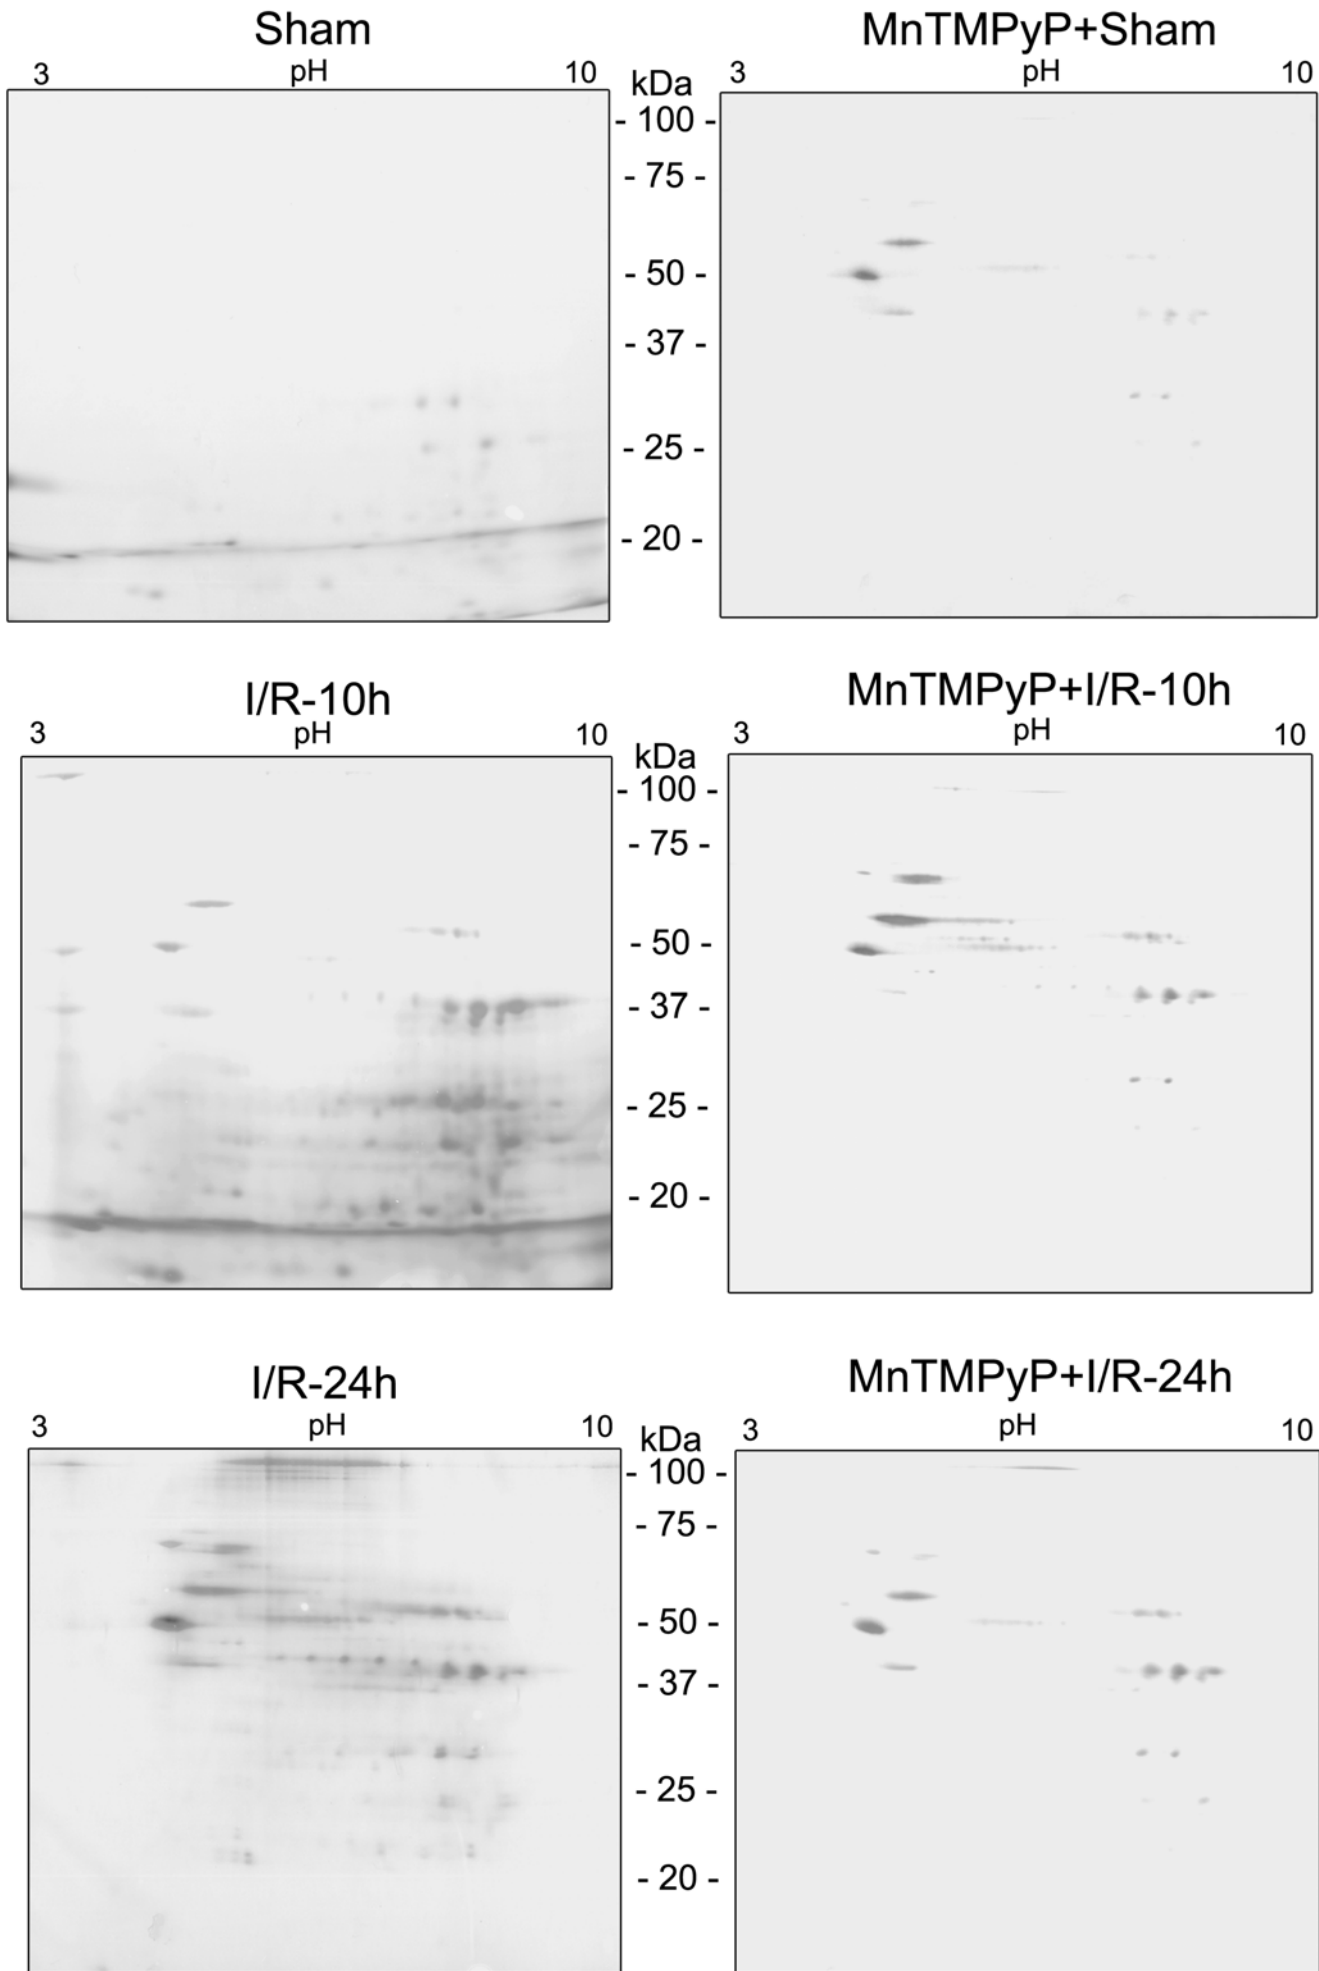 Sham
MnTMPyP+Sham
3 pH 10
kDa
3 pH 10
- 100 -
- 75 -
- 50 -
- 37 -
- 25 -
- 20 -
I/R-10h
MnTMPyP+I/R-10h
3 pH 10
kDa
3 pH 10
- 100 -
- 75 -
- 50 -
- 37 -
- 25 -
- 20 -
I/R-24h
MnTMPyP+I/R-24h
3 pH 10
kDa
3 pH 10
- 100 -
- 75 -
- 50 -
- 37 -
- 25 -
- 20 -